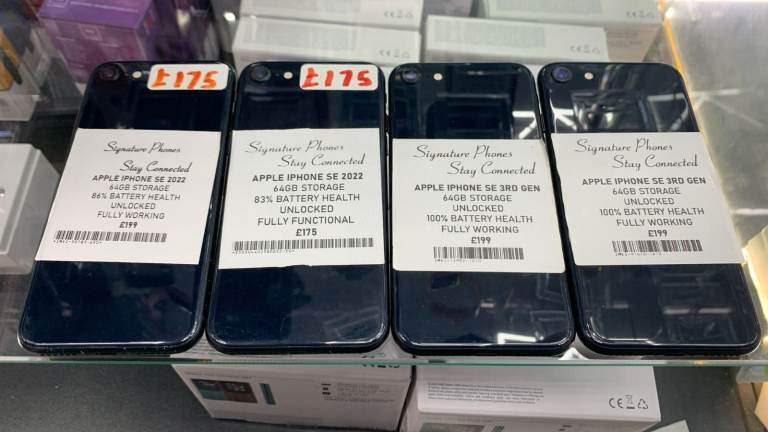 £175
Signature Phones
Stay Connected
APPLE IPHONE SE 2022
64GB STORAGE
86% BATTERY HEALTH
UNLOCKED
FULLY WORKING
£199
£175
Signature Phones
Stay Connected
APPLE IPHONE SE 2022
64GB STORAGE
83% BATTERY HEALTH
UNLOCKED
FULLY FUNCTIONAL
£175
Signature Phones
Stay Connected
APPLE IPHONE SE 3RD GEN
64GB STORAGE
UNLOCKED
100% BATTERY HEALTH
FULLY WORKING
£199
Signature Phones
Stay Connected
APPLE IPHONE SE 3RD GEN
64GB STORAGE
UNLOCKED
100% BATTERY HEALTH
FULLY WORKING
£199
CE